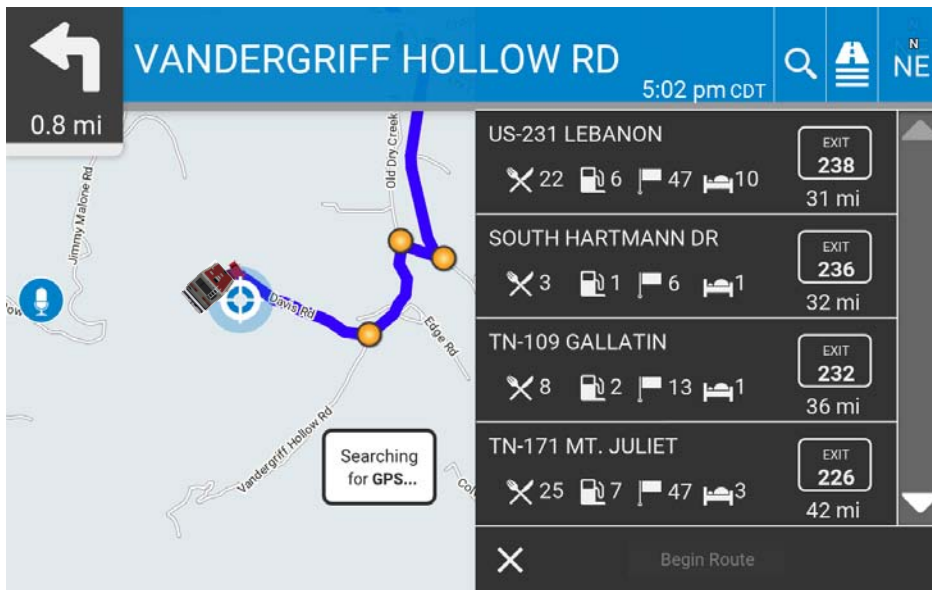 VANDERGRIFF HOLLOW RD
5:02 pm CDT
N
NE
0.8 mi
Jimmy Malone Rd
Old Dry Creek
Davis Rd
Edge Rd
Vandergriff Hollow Rd
Searching
for GPS...
US-231 LEBANON
22 6 47 10
EXIT
238
31 mi
SOUTH HARTMANN DR
3 1 6 1
EXIT
236
32 mi
TN-109 GALLATIN
8 2 13 1
EXIT
232
36 mi
TN-171 MT. JULIET
25 7 47 3
EXIT
226
42 mi
Begin Route